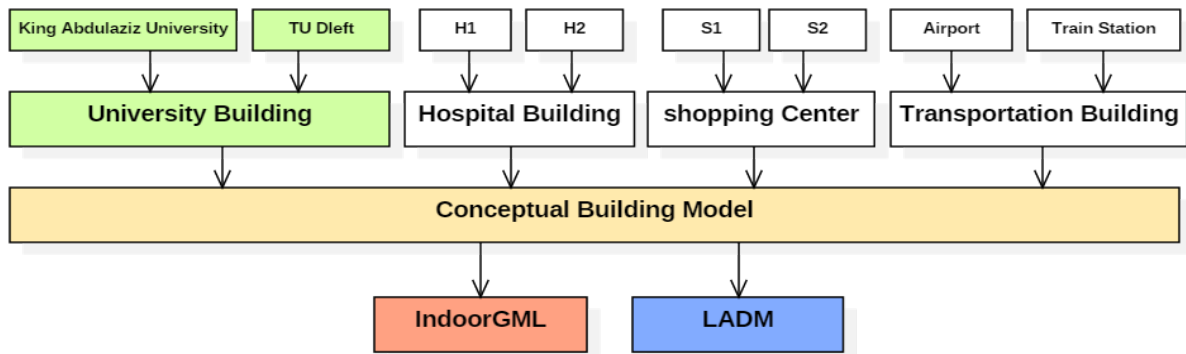 King Abdulaziz University
TU Dleft
H1
H2
S1
S2
Airport
Train Station
University Building
Hospital Building
shopping Center
Transportation Building
Conceptual Building Model
IndoorGML
LADM